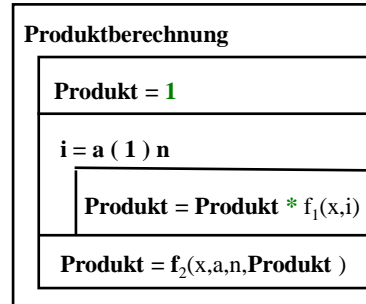 Produktberechnung
Produkt = 1
i = a ( 1 ) n
Produkt = Produkt * f₁(x,i)
Produkt = f₂(x,a,n,Produkt )